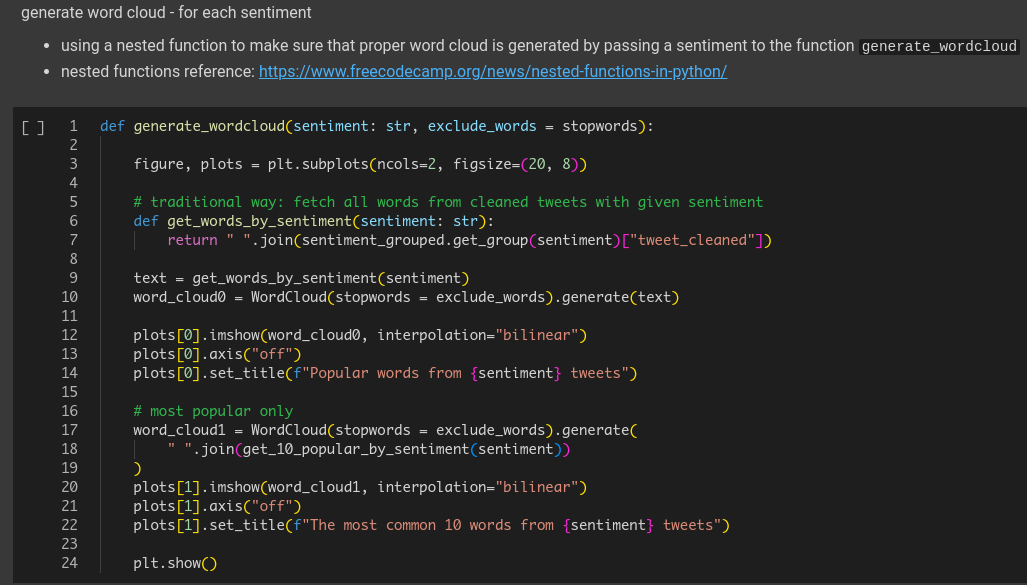 generate word cloud - for each sentiment
• using a nested function to make sure that proper word cloud is generated by passing a sentiment to the function generate_wordcloud
• nested functions reference: https://www.freecodecamp.org/news/nested-functions-in-python/
[ ] 1 def generate_wordcloud(sentiment: str, exclude_words = stopwords):
2
3     figure, plots = plt.subplots(ncols=2, figsize=(20, 8))
4
5     # traditional way: fetch all words from cleaned tweets with given sentiment
6     def get_words_by_sentiment(sentiment: str):
7         return " ".join(sentiment_grouped.get_group(sentiment)["tweet_cleaned"])
8
9     text = get_words_by_sentiment(sentiment)
10     word_cloud0 = WordCloud(stopwords = exclude_words).generate(text)
11
12     plots[0].imshow(word_cloud0, interpolation="bilinear")
13     plots[0].axis("off")
14     plots[0].set_title(f"Popular words from {sentiment} tweets")
15
16     # most popular only
17     word_cloud1 = WordCloud(stopwords = exclude_words).generate(
18         " ".join(get_10_popular_by_sentiment(sentiment))
19     )
20     plots[1].imshow(word_cloud1, interpolation="bilinear")
21     plots[1].axis("off")
22     plots[1].set_title(f"The most common 10 words from {sentiment} tweets")
23
24     plt.show()